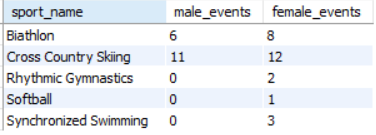 sport_name male_events female_events
Biathlon 6 8
Cross Country Skiing 11 12
Rhythmic Gymnastics 0 2
Softball 0 1
Synchronized Swimming 0 3